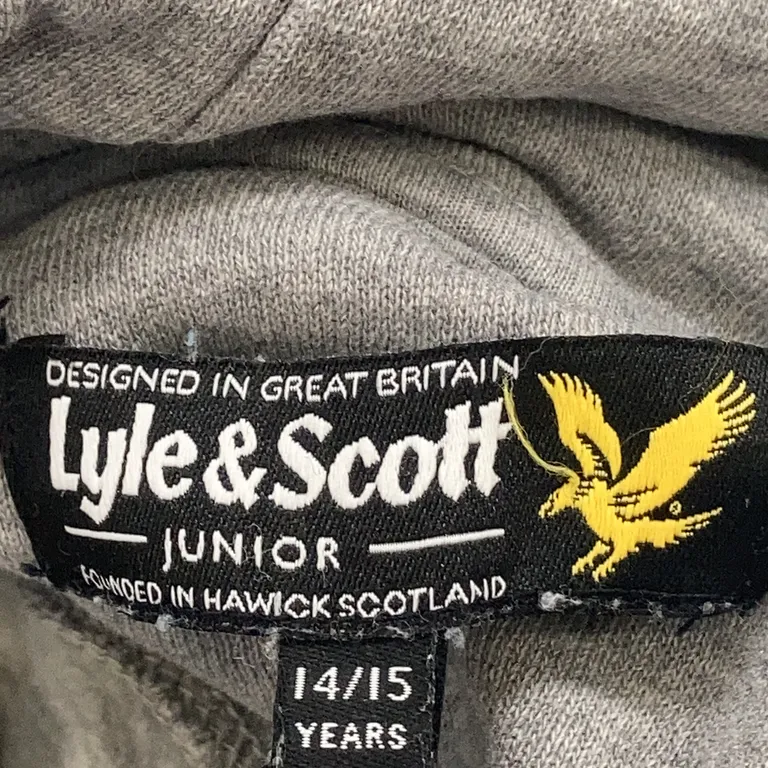 DESIGNED IN GREAT BRITAIN
Lyle & Scott
JUNIOR
FOUNDED IN HAWICK SCOTLAND
14/15
YEARS